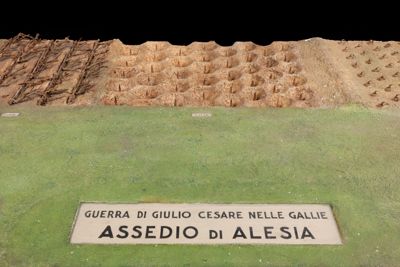 GUERRA DI GIULIO CESARE NELLE GALLIE
ASSEDIO DI ALESIA